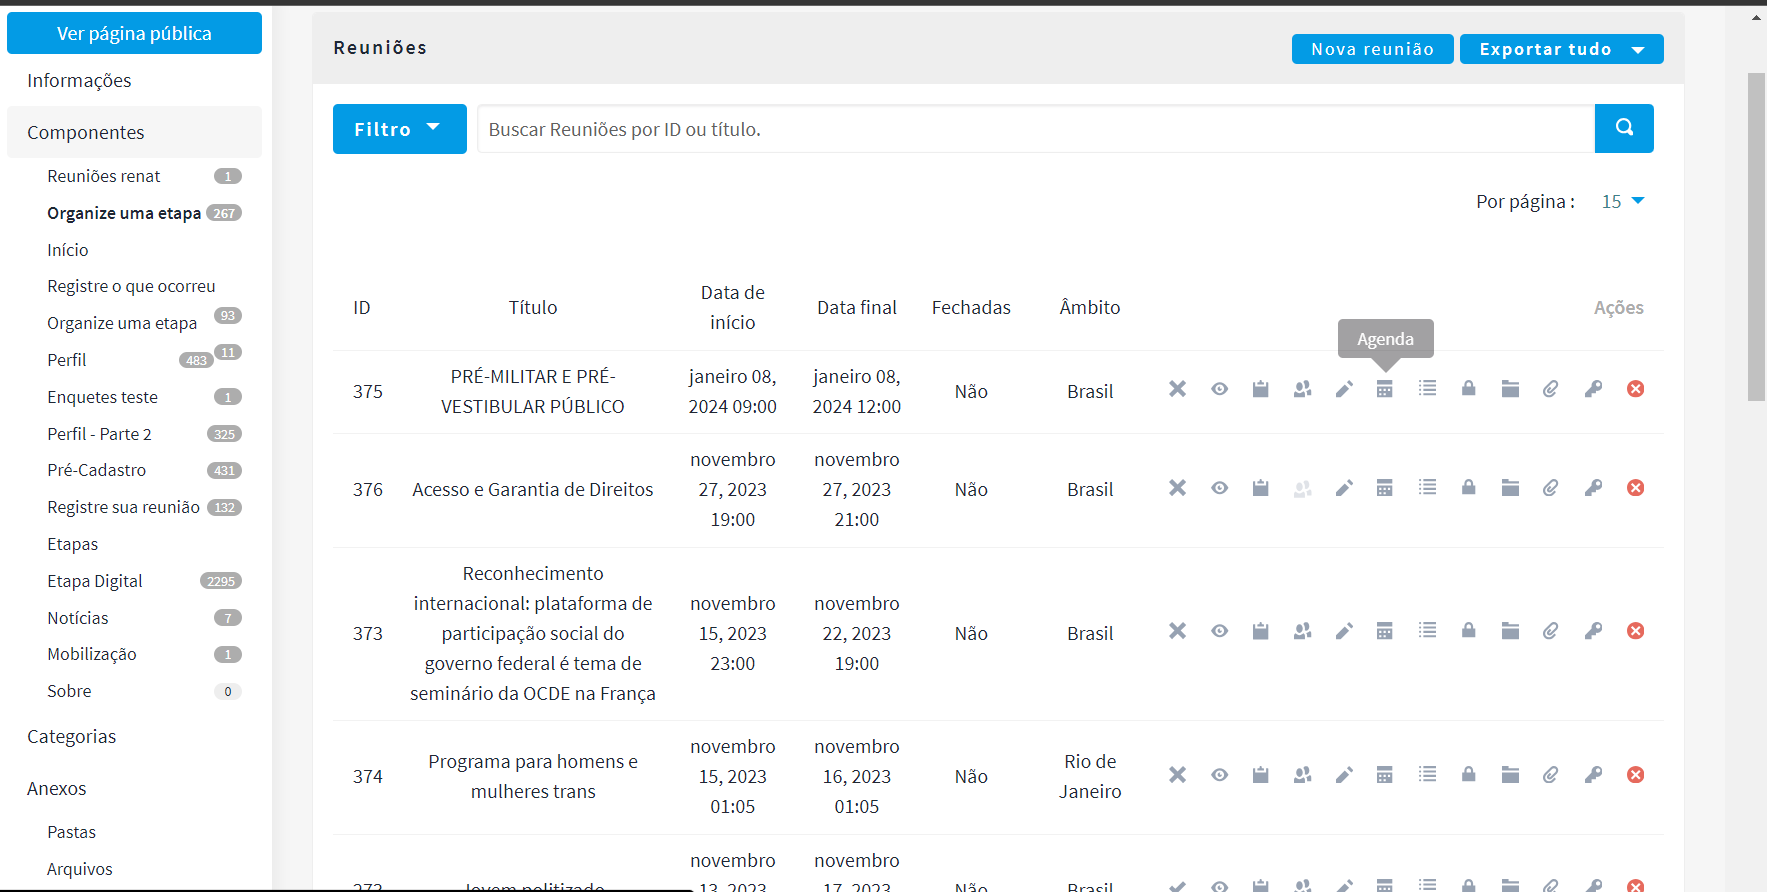 Ver página pública
Informações
Componentes
Reuniões renat 1
Organize uma etapa 267
Início
Registre o que ocorreu
93
Organize uma etapa
11
Perfil 483
Enquetes teste 1
Perfil - Parte 2 325
Pré-Cadastro 431
Registre sua reunião 132
Etapas
Etapa Digital 2295
Notícias 7
Mobilização 1
Sobre 0
Categorias
Anexos
Pastas
Arquivos
Reuniões
Nova reunião
Exportar tudo
Filtro
Buscar Reuniões por ID ou título.
Por página : 15
ID
Título
Data de
início
Data final
Fechadas
Âmbito
Ações
Agenda
375
PRÉ-MILITAR E PRÉ-
VESTIBULAR PÚBLICO
janeiro 08,
2024 09:00
janeiro 08,
2024 12:00
Não
Brasil
376
Acesso e Garantia de Direitos
novembro
27, 2023
19:00
novembro
27, 2023
21:00
Não
Brasil
373
Reconhecimento
internacional: plataforma de
participação social do
governo federal é tema de
seminário da OCDE na França
novembro
15, 2023
23:00
novembro
22, 2023
19:00
Não
Brasil
374
Programa para homens e
mulheres trans
novembro
15, 2023
01:05
novembro
16, 2023
01:05
Não
Rio de
Janeiro
Jovem politizado
novembro
13, 2023
novembro
17, 2023
Não
Brasil